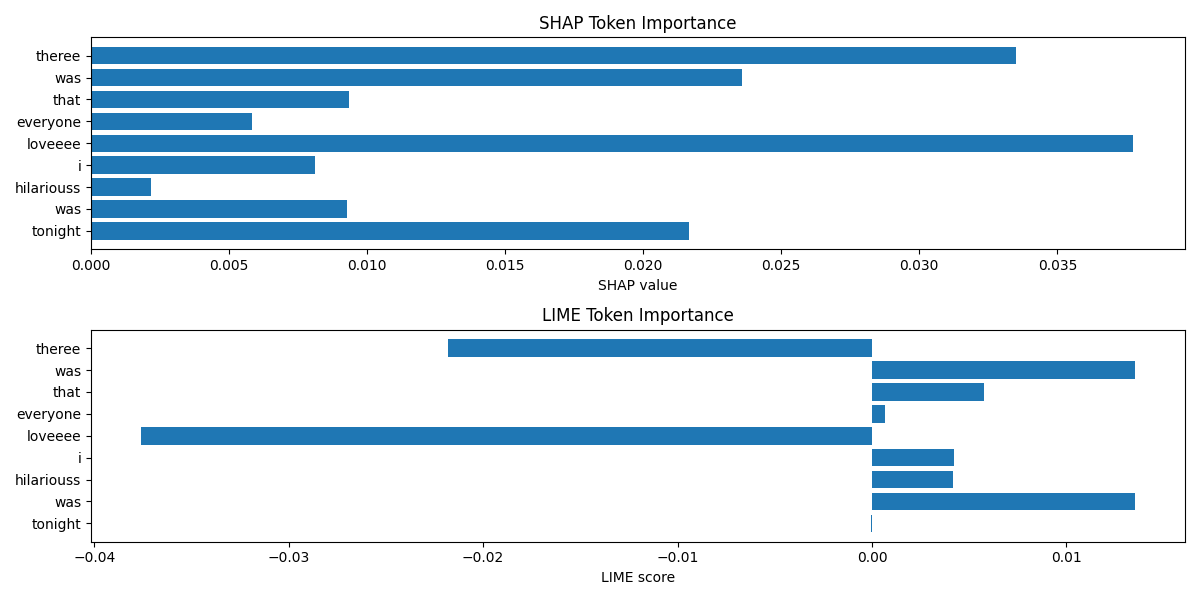 SHAP Token Importance
theree
was
that
everyone
loveeee
i
hilariouss
was
tonight
0.000 0.005 0.010 0.015 0.020 0.025 0.030 0.035
SHAP value
LIME Token Importance
theree
was
that
everyone
loveeee
i
hilariouss
was
tonight
−0.04 −0.03 −0.02 −0.01 0.00 0.01
LIME score